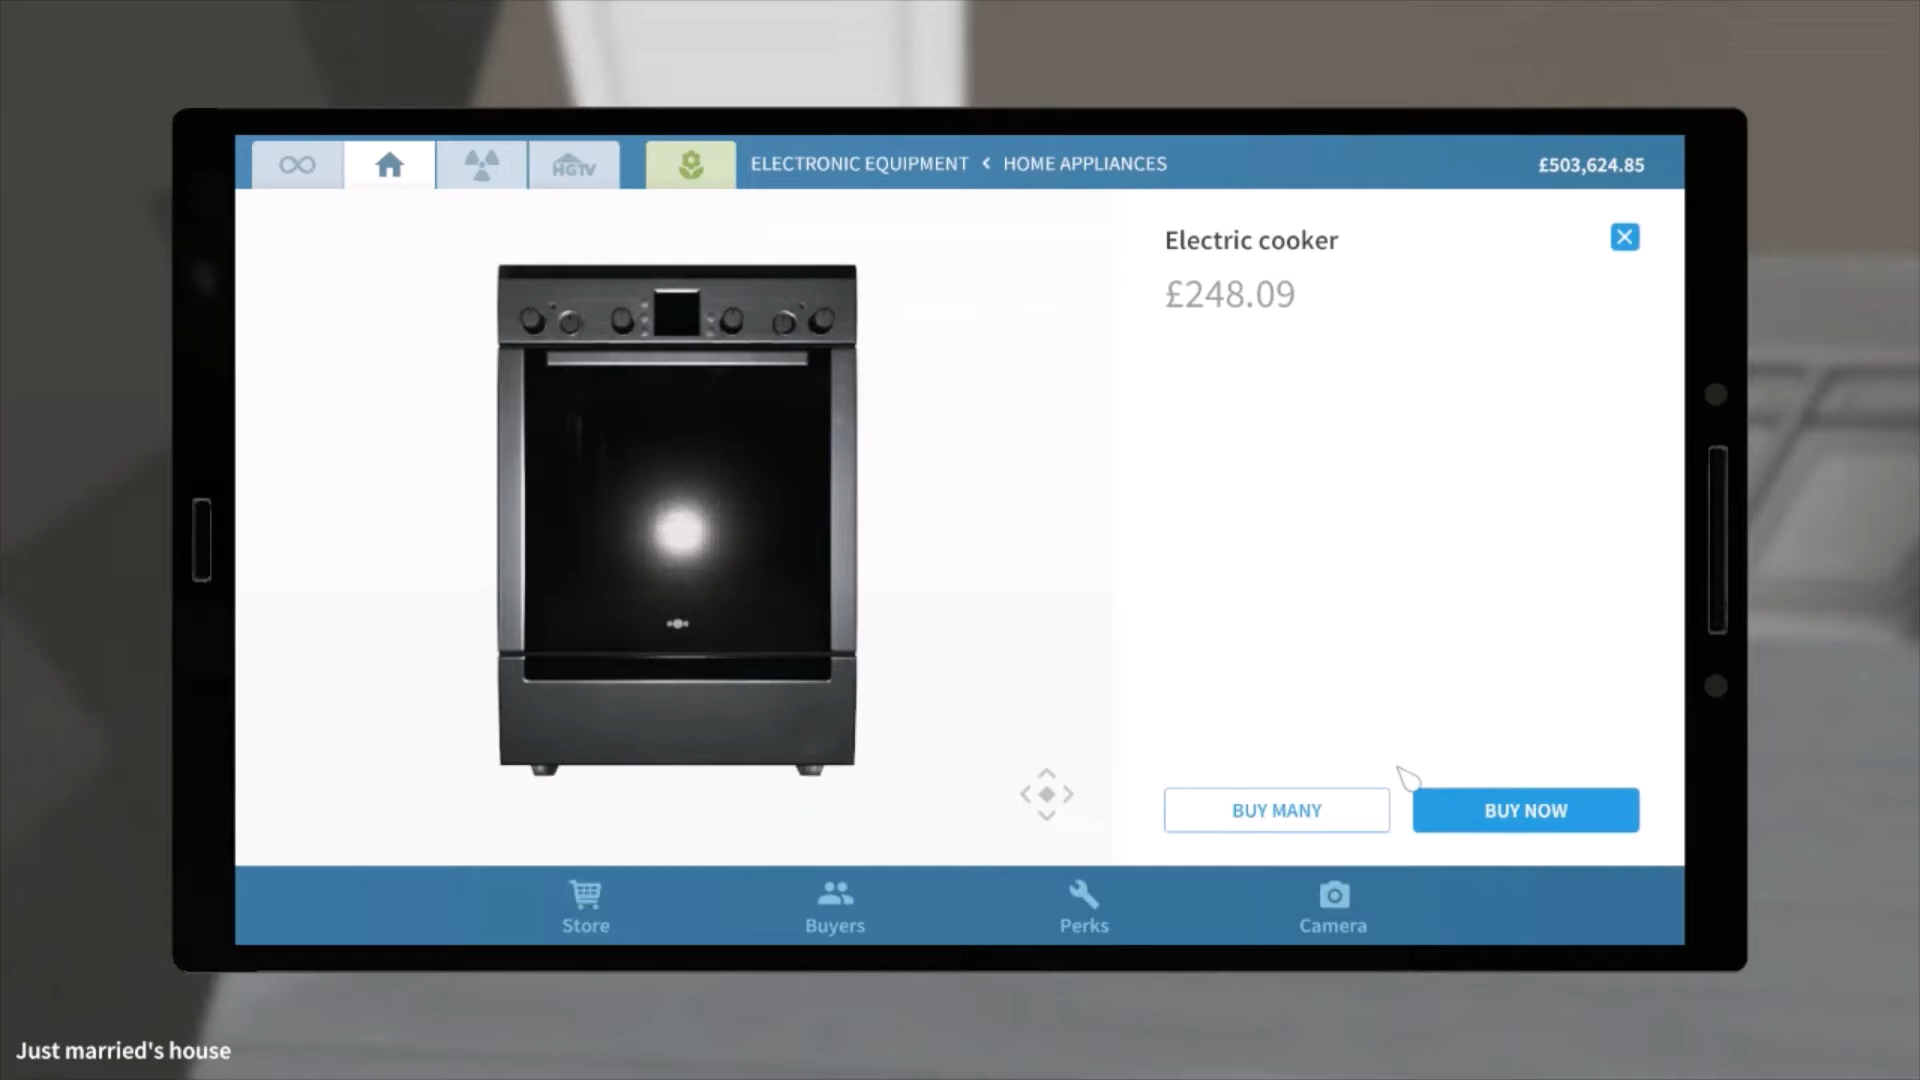 HGTV
ELECTRONIC EQUIPMENT < HOME APPLIANCES
£503,624.85
Electric cooker
£248.09
BUY MANY
BUY NOW
Store
Buyers
Perks
Camera
Just married's house